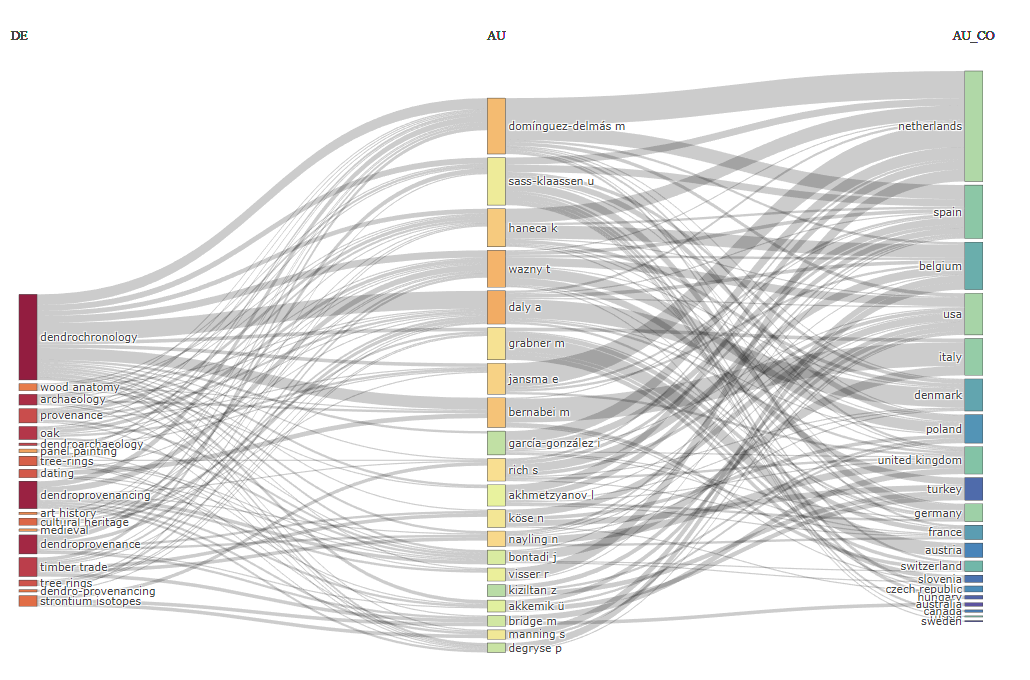 DE
AU
AU_CO
dendrochronology
wood anatomy
archaeology
provenance
oak
dendroarchaeology
panel painting
tree-rings
dating
dendroprovenancing
art history
cultural heritage
medieval
dendroprovenance
timber trade
tree rings
dendro-provenancing
strontium isotopes
domínguez-delmás m
sass-klaassen u
haneca k
wazny t
daly a
grabner m
jansma e
bernabei m
garcía-gonzález i
rich s
akhmetzyanov l
köse n
nayling n
bontadi j
visser r
kiziltan z
akkemik u
bridge m
manning s
degryse p
netherlands
spain
belgium
usa
italy
denmark
poland
united kingdom
turkey
germany
france
austria
switzerland
slovenia
czech republic
hungary
australia
canada
sweden